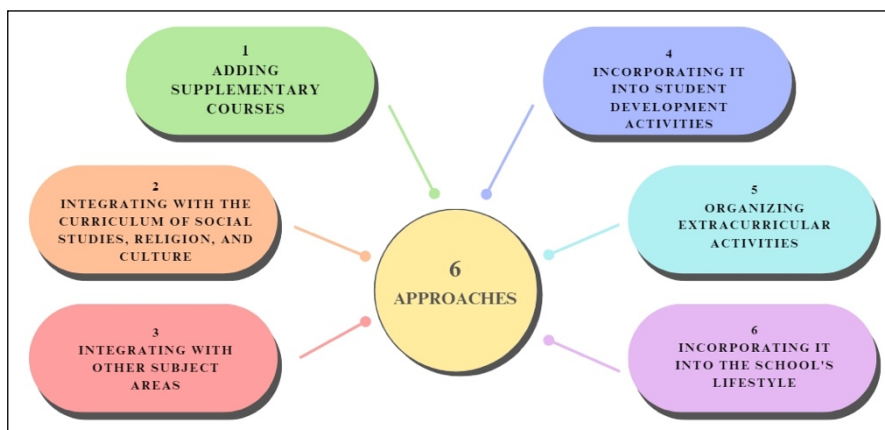 1
ADDING
SUPPLEMENTARY
COURSES
2
INTEGRATING WITH THE
CURRICULUM OF SOCIAL
STUDIES, RELIGION, AND
CULTURE
3
INTEGRATING WITH
OTHER SUBJECT
AREAS
6
APPROACHES
4
INCORPORATING IT
INTO STUDENT
DEVELOPMENT
ACTIVITIES
5
ORGANIZING
EXTRACURRICULAR
ACTIVITIES
6
INCORPORATING IT
INTO THE SCHOOL'S
LIFESTYLE